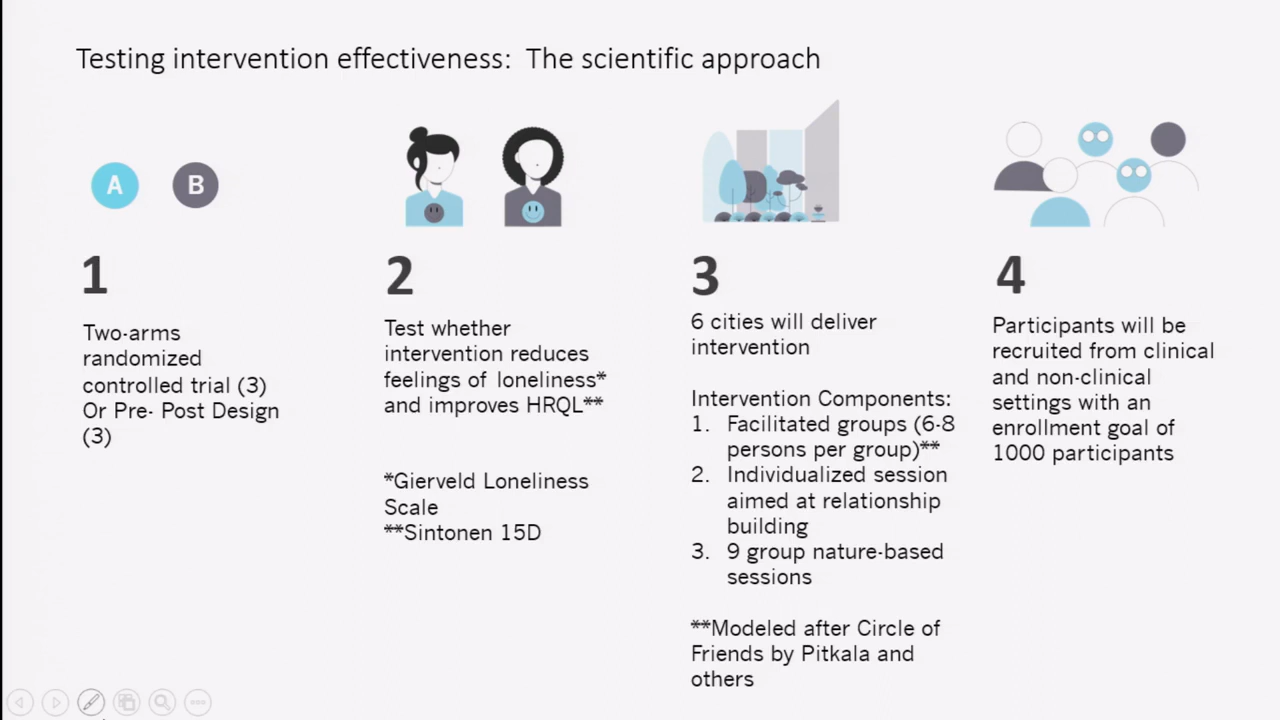 Testing intervention effectiveness: The scientific approach
A B
1
Two-arms
randomized
controlled trial (3)
Or Pre- Post Design
(3)
2
Test whether
intervention reduces
feelings of loneliness*
and improves HRQL**
*Gierveld Loneliness
Scale
**Sintonen 15D
3
6 cities will deliver
intervention
Intervention Components:
1. Facilitated groups (6-8
persons per group)**
2. Individualized session
aimed at relationship
building
3. 9 group nature-based
sessions
**Modeled after Circle of
Friends by Pitkala and
others
4
Participants will be
recruited from clinical
and non-clinical
settings with an
enrollment goal of
1000 participants